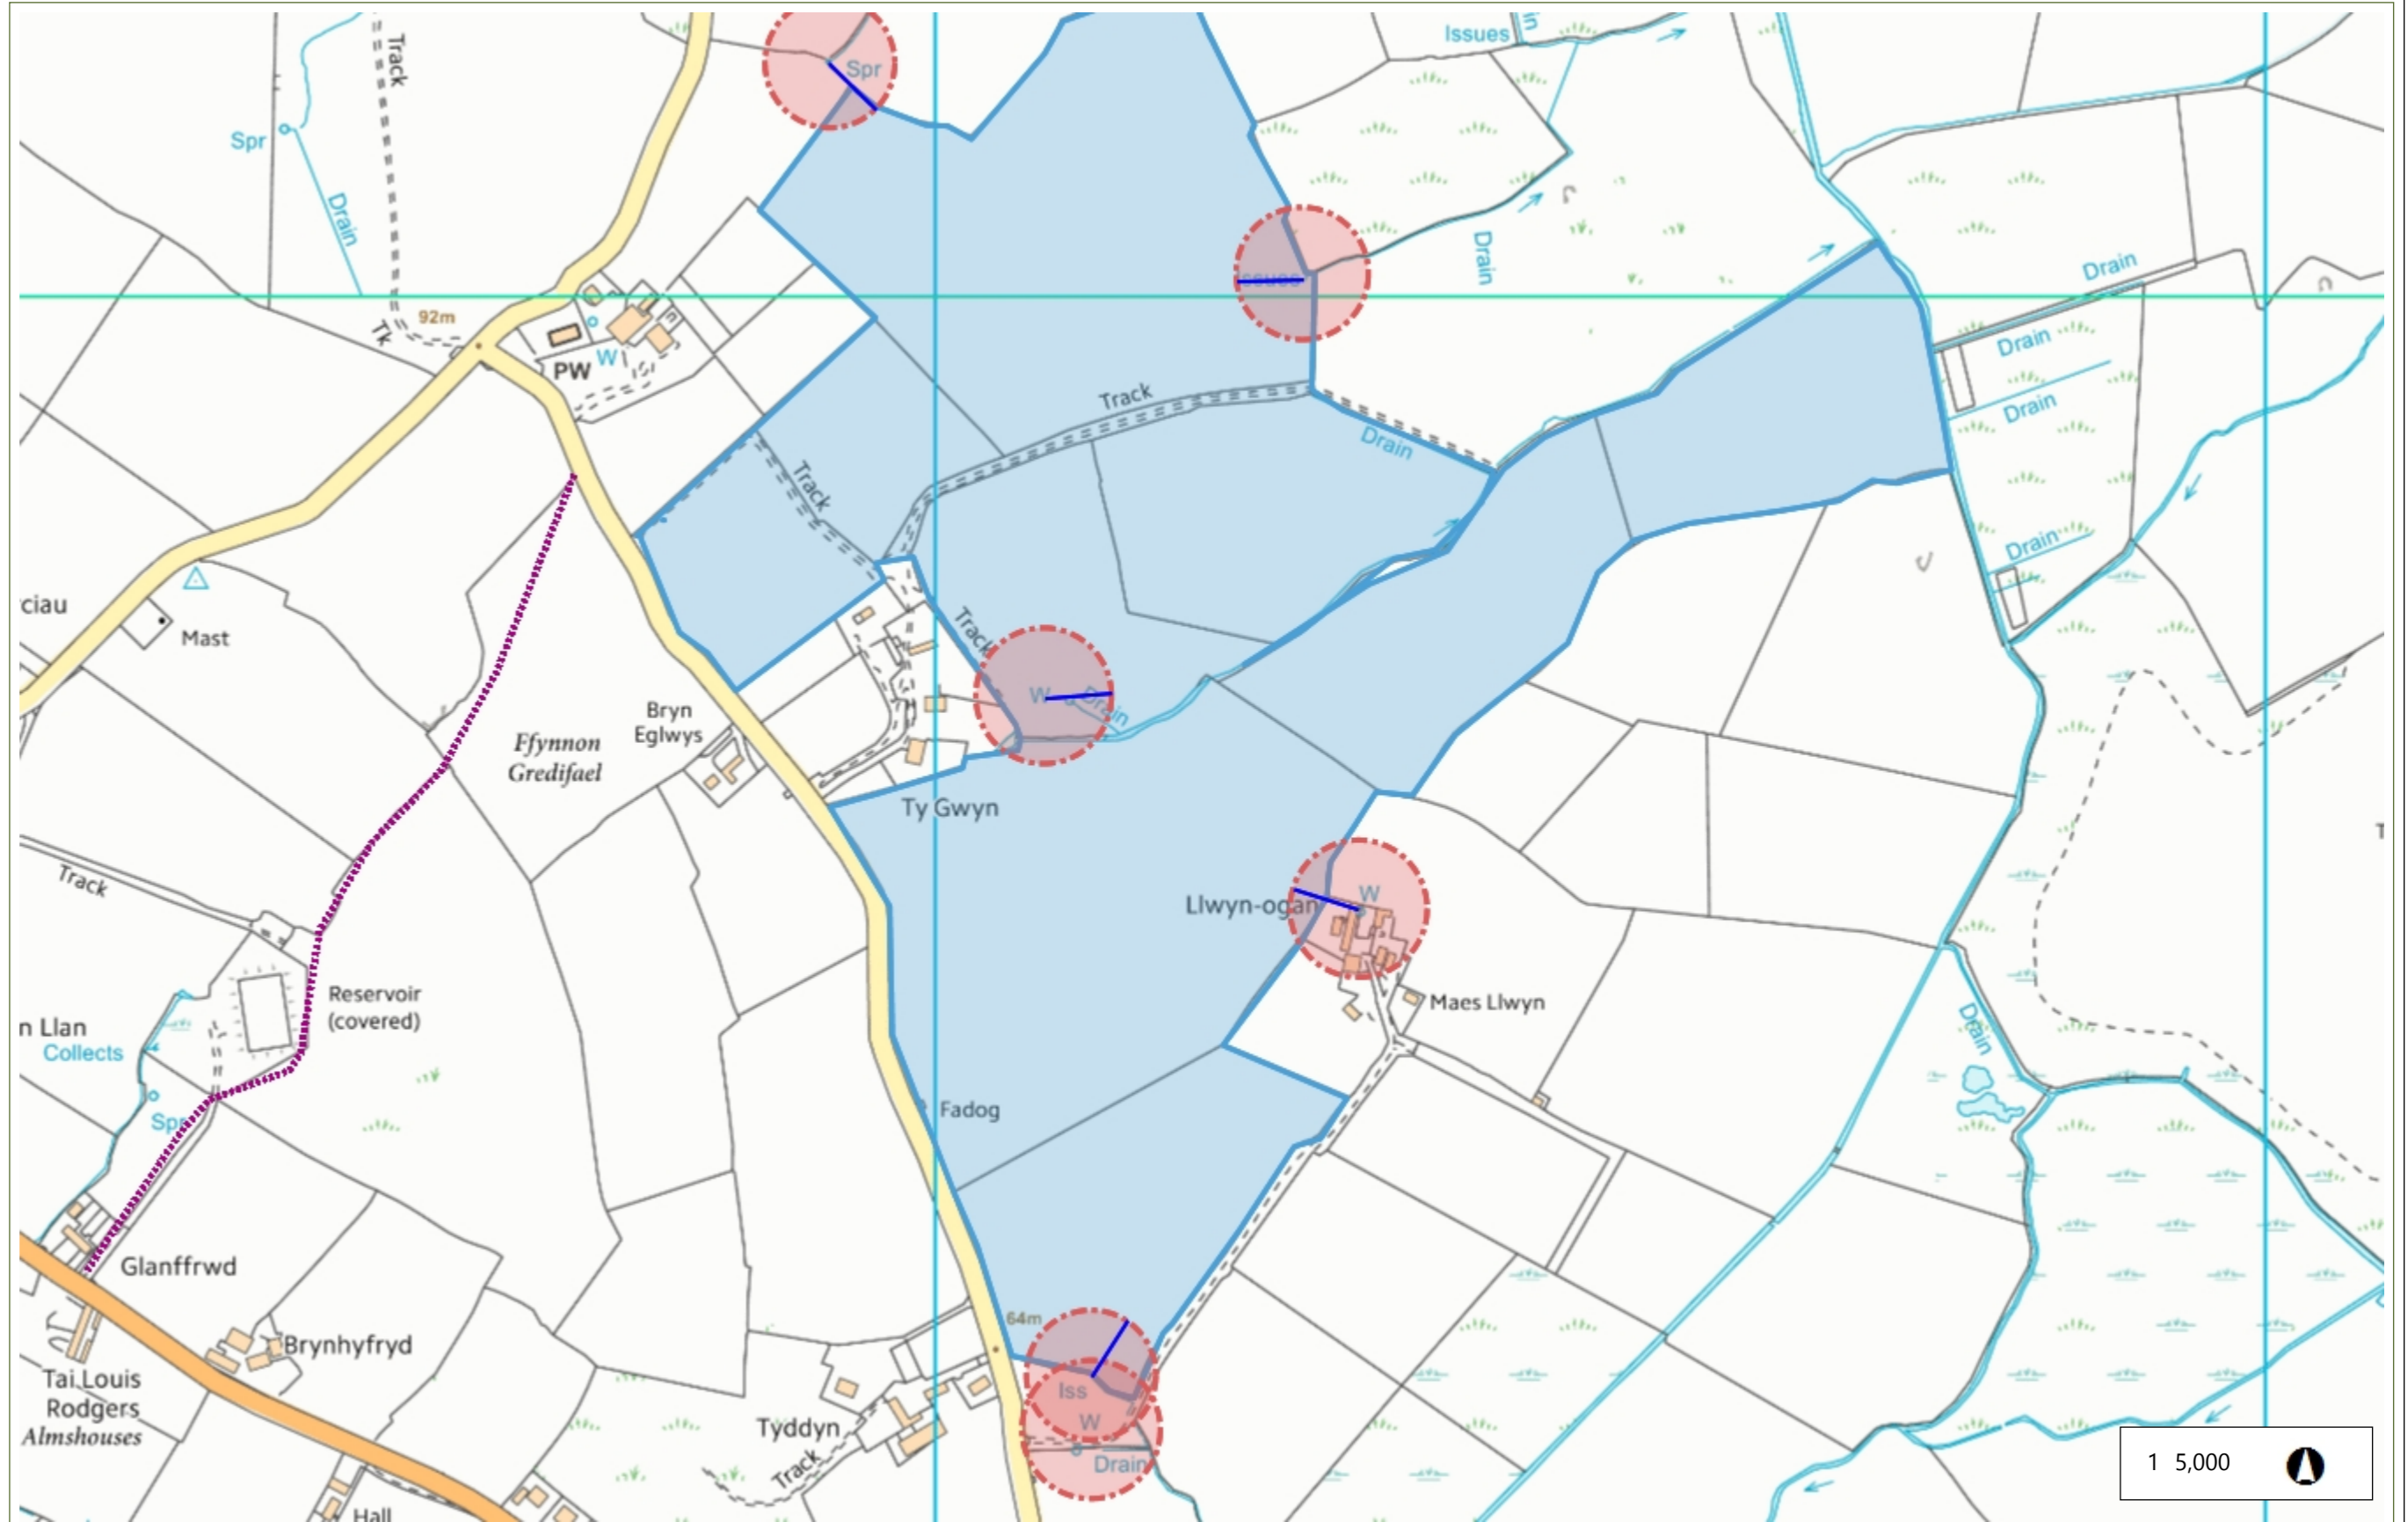 Track
Spr
Issues
Spr
Drain
Tk
92m
PW
W
Issues
Drain
Drain
Drain
Drain
Track
Drain
Track
Drain
ciau
Mast
Track
W
Drain
Bryn
Eglwys
Ffynnon
Gredifael
Ty Gwyn
Track
Llwyn-ogan
W
Maes Llwyn
Reservoir
(covered)
n Llan
Collects
Spr
Drain
Fadog
Glanffrwd
64m
Brynhyfryd
Tai Louis
Rodgers
Almshouses
Iss
W
Drain
Tyddyn
Track
Hall
1 5,000